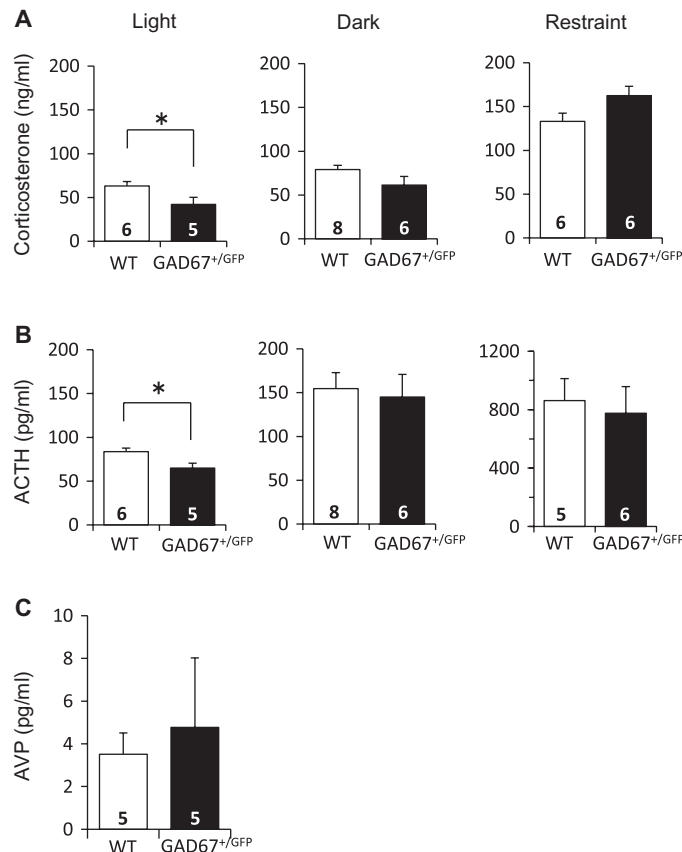 A
Light Dark Restraint
Corticosterone (ng/ml)
200 200 200
150 150 150
100 100 100
50 50 50
0 0 0
* 
6 5 8 6 6 6
WT GAD67+/GFP WT GAD67+/GFP WT GAD67+/GFP
B
ACTH (pg/ml)
200 200 1200
150 150 800
100 100 400
50 50 0
0 0
*
6 5 8 6 5 6
WT GAD67+/GFP WT GAD67+/GFP WT GAD67+/GFP
C
AVP (pg/ml)
10
8
6
4
2
0
5 5
WT GAD67+/GFP